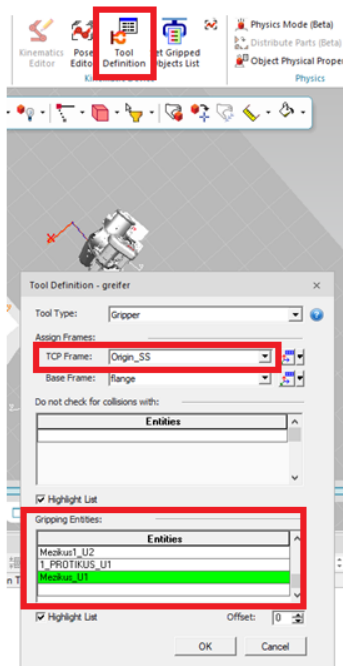 Physics Mode (Beta)
Distribute Parts (Beta)
Object Physical Proper
Kinematics Editor
Pose Editor
Tool Definition
et Gripped bjects List
Physics
Tool Definition - greifer
Tool Type: Gripper
Assign Frames:
TCP Frame: Origin_SS
Base Frame: flange
Do not check for collisions with:
Entities
Highlight List
Gripping Entities:
Entities
Mezikus1_U2
1_PROTIKUS_U1
Mezikus_U1
Highlight List
Offset: 0
OK
Cancel